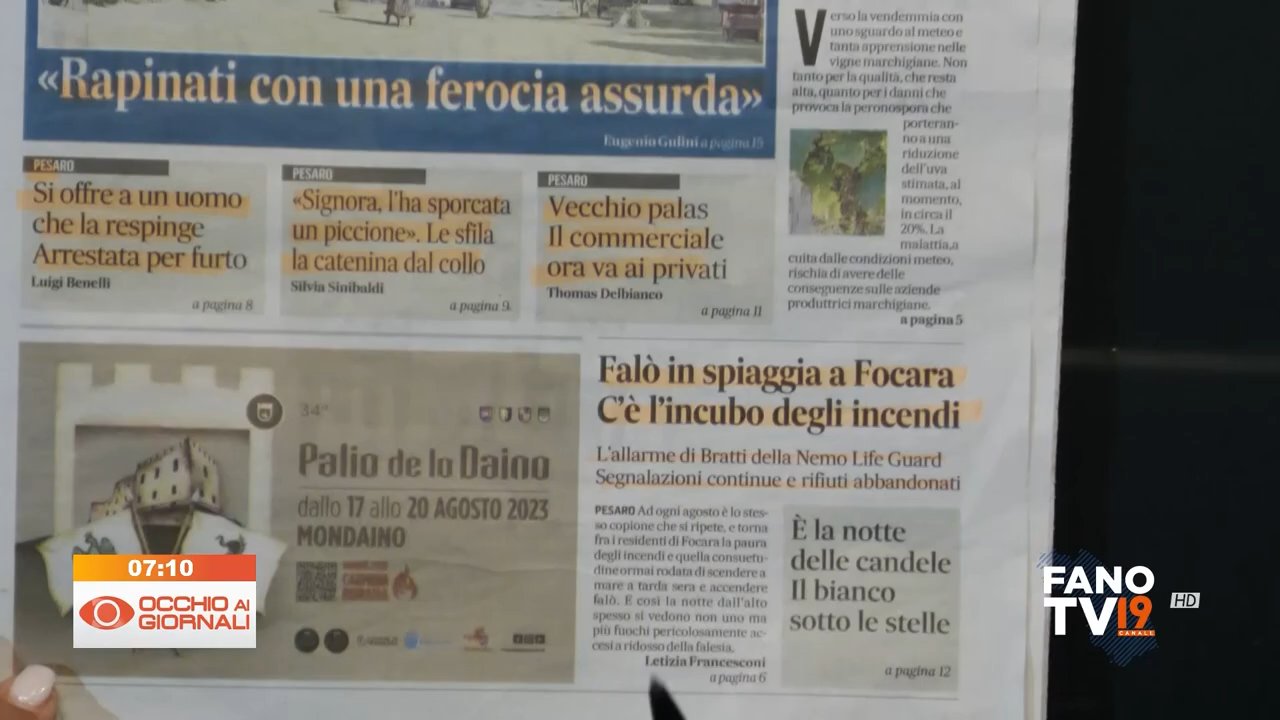 «Rapinati con una ferocia assurda»
Eugenio Gulini a pagina 15
PESARO
Si offre a un uomo
che la respinge
Arrestata per furto
Luigi Benelli
a pagina 8
PESARO
«Signora, l'ha sporcata
un piccione». Le sfila
la catenina dal collo
Silvia Sinibaldi
a pagina 9
PESARO
Vecchio palas
Il commerciale
ora va ai privati
Thomas Delbianco
a pagina 11
Verso la vendemmia con
uno sguardo al meteo e
tanta apprensione nelle
vigne marchigiane. Non
tanto per la qualità, che resta
alta, quanto per i danni che
provoca la peronospora che
porteran-
no a una
riduzione
dell'uva
stimata, al
momento,
in circa il
20%. La
malattia, a
cuita dalle condizioni meteo,
rischia di avere delle
conseguenze sulle aziende
produttrici marchigiane.
a pagina 5
34°
Palio de lo Daino
dallo 17 allo 20 AGOSTO 2023
MONDAINO
Falò in spiaggia a Focara
C'è l'incubo degli incendi
L'allarme di Bratti della Nemo Life Guard
Segnalazioni continue e rifiuti abbandonati
PESARO Ad ogni agosto è lo stes-
so copione che si ripete, e torna
fra i residenti di Focara la paura
degli incendi e quella consuetu-
dine ormai rodata di scendere a
mare a tarda sera e accendere
falò. E così la notte dall'alto
spesso si vedono non uno ma
più fuochi pericolosamente ac-
cesi a ridosso della falesia.
Letizia Francesconi
a pagina 6
È la notte
delle candele
Il bianco
sotto le stelle
a pagina 12
07:10
OCCHIO AI
GIORNALI
FANO
TV 19
CANALE
HD